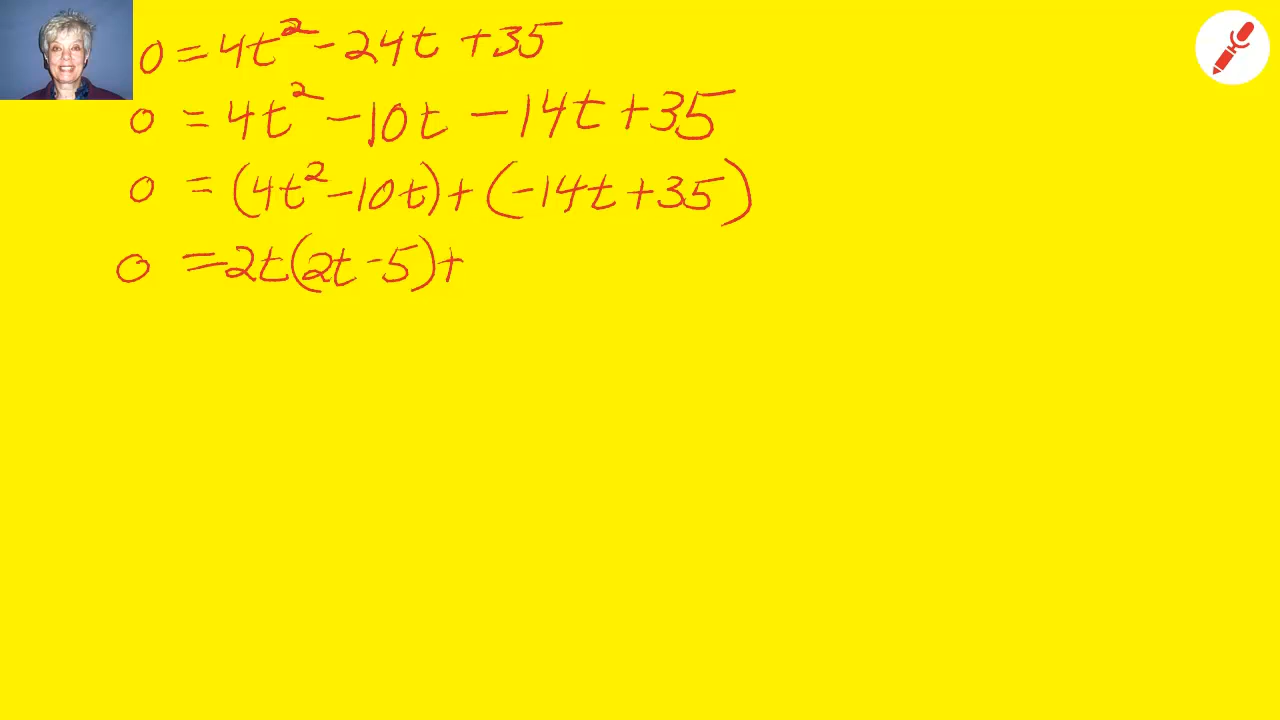 0 = 4t² - 24t + 35
0 = 4t² - 10t - 14t + 35
0 = (4t² - 10t) + (-14t + 35)
0 = 2t(2t - 5) +